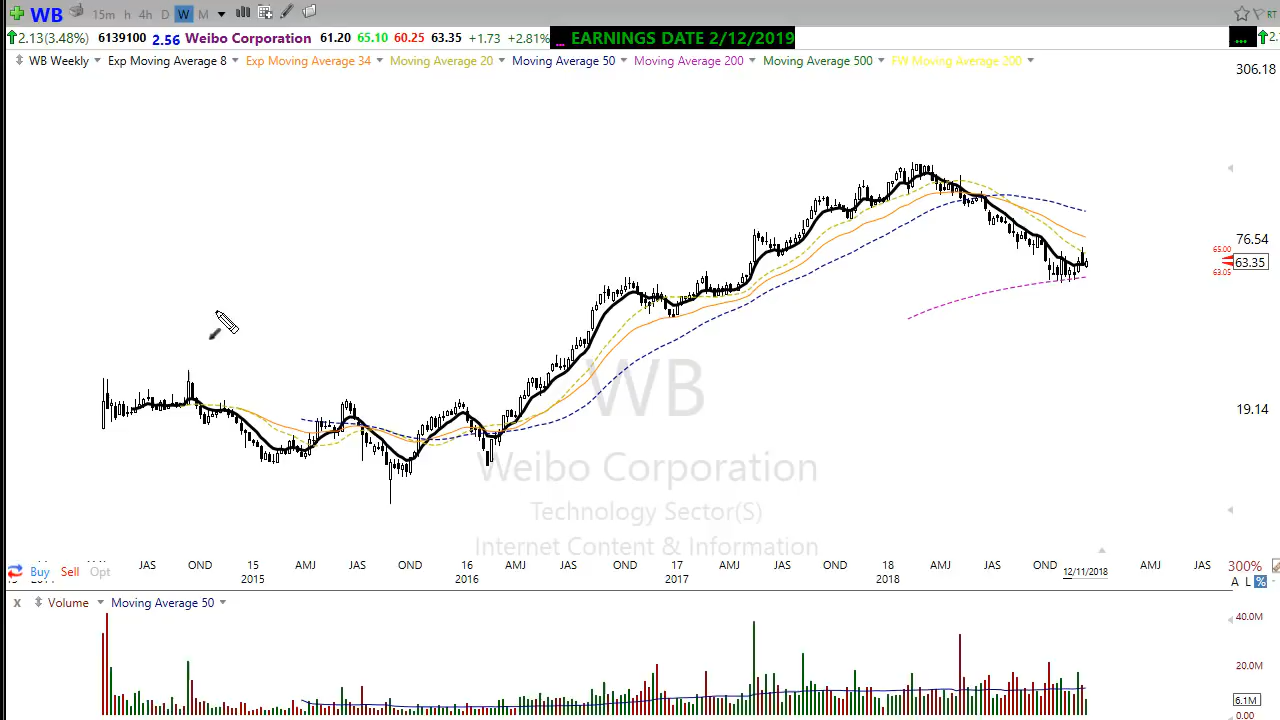 WB 15m h 4h D W M RT
2.13(3.48%) 6139100 2.56 Weibo Corporation 61.20 65.10 60.25 63.35 +1.73 +2.81% ... EARNINGS DATE 2/12/2019 ... 2.
WB Weekly Exp Moving Average 8 Exp Moving Average 34 Moving Average 20 Moving Average 50 Moving Average 200 Moving Average 500 FW Moving Average 200
306.18
76.54
65.00
63.35
63.05
19.14
WB
Weibo Corporation
Technology Sector(S)
Internet Content & Information
JAS OND 15 AMJ JAS OND 16 AMJ JAS OND 17 AMJ JAS OND 18 AMJ JAS OND AMJ JAS 300%
Buy Sell Opt 2015 2016 2017 2018 12/11/2018 A L %
X Volume Moving Average 50
40.0M
20.0M
6.1M
0.00